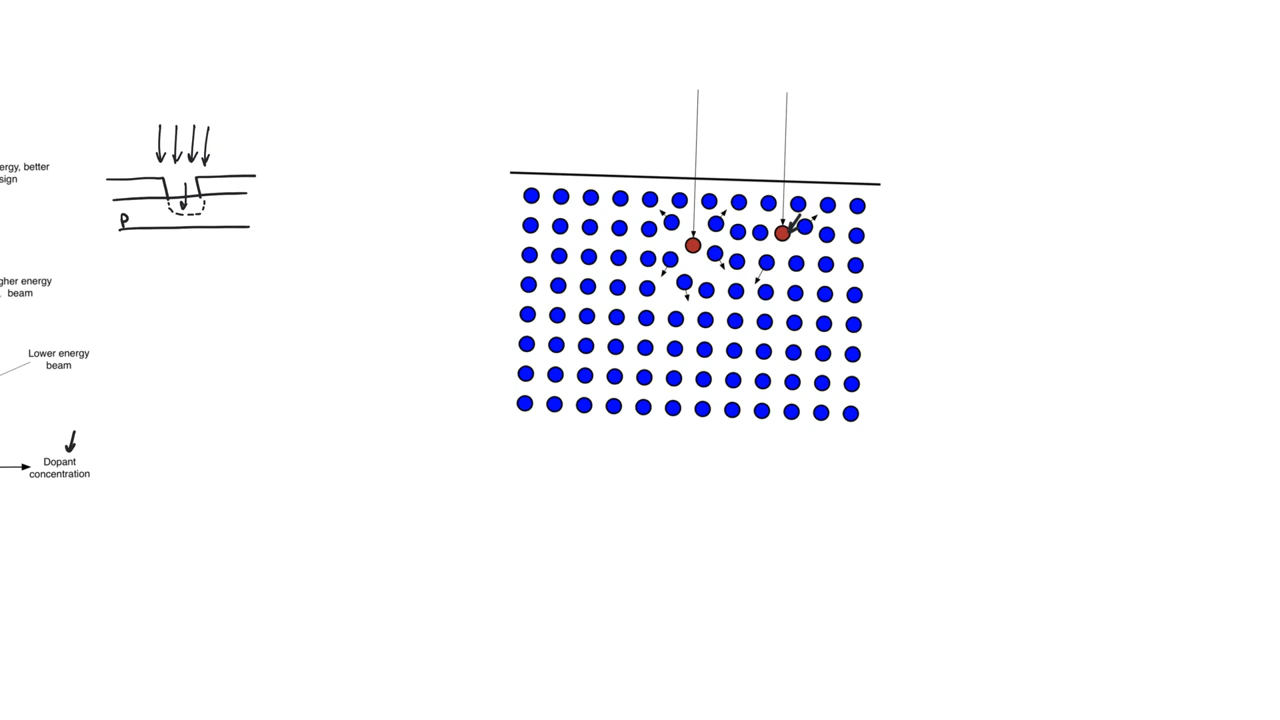 ergy, better
sign
P
gher energy
beam
Lower energy
beam
Dopant
concentration